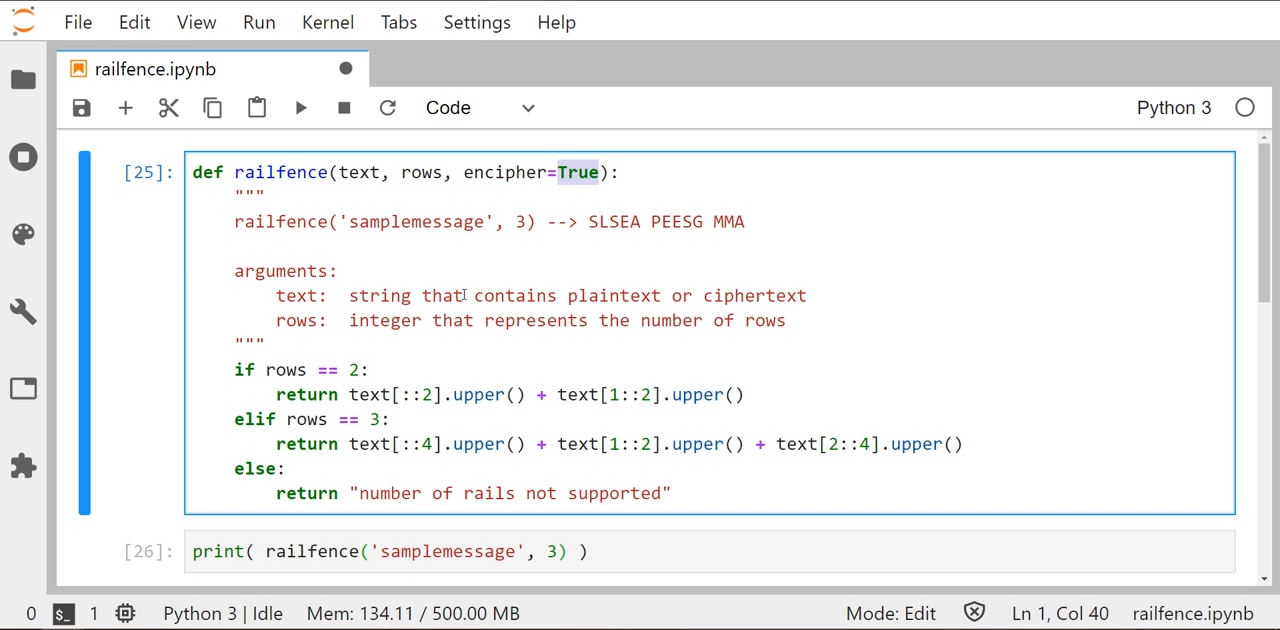 File Edit View Run Kernel Tabs Settings Help
railfence.ipynb
Code Python 3
[25]: def railfence(text, rows, encipher=True):
"""
railfence('samplemessage', 3) --> SLSEA PEESG MMA
arguments:
text: string that contains plaintext or ciphertext
rows: integer that represents the number of rows
"""
if rows == 2:
return text[::2].upper() + text[1::2].upper()
elif rows == 3:
return text[::4].upper() + text[1::2].upper() + text[2::4].upper()
else:
return "number of rails not supported"
[26]: print( railfence('samplemessage', 3) )
0 $_ 1 Python 3 | Idle Mem: 134.11 / 500.00 MB Mode: Edit Ln 1, Col 40 railfence.ipynb